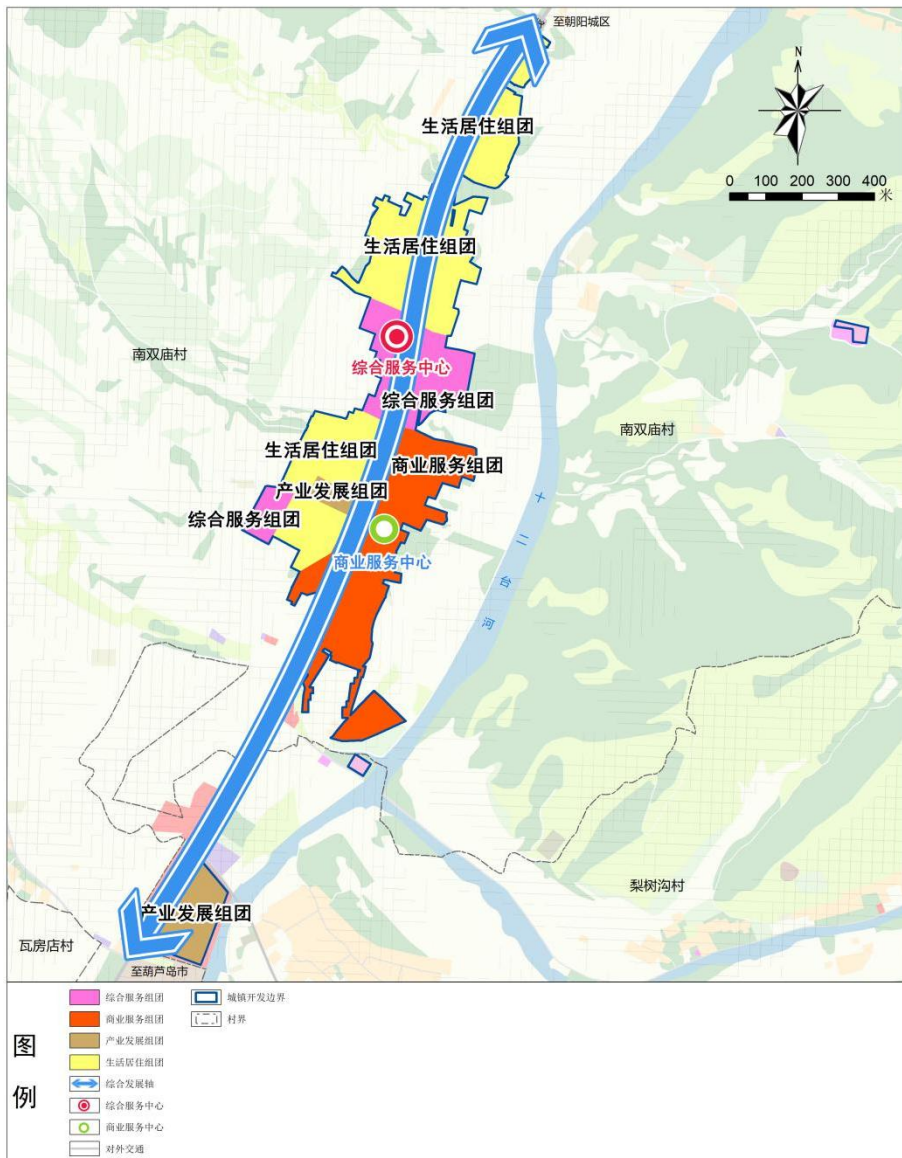 至朝阳城区
N
生活居住组团
0 100 200 300 400
米
生活居住组团
南双庙村
综合服务中心
综合服务组团
南双庙村
生活居住组团
商业服务组团
产业发展组团
综合服务组团
十二台河
商业服务中心
梨树沟村
产业发展组团
瓦房店村
至葫芦岛市
图例
综合服务组团
城镇开发边界
商业服务组团
村界
产业发展组团
生活居住组团
综合发展轴
综合服务中心
商业服务中心
对外交通